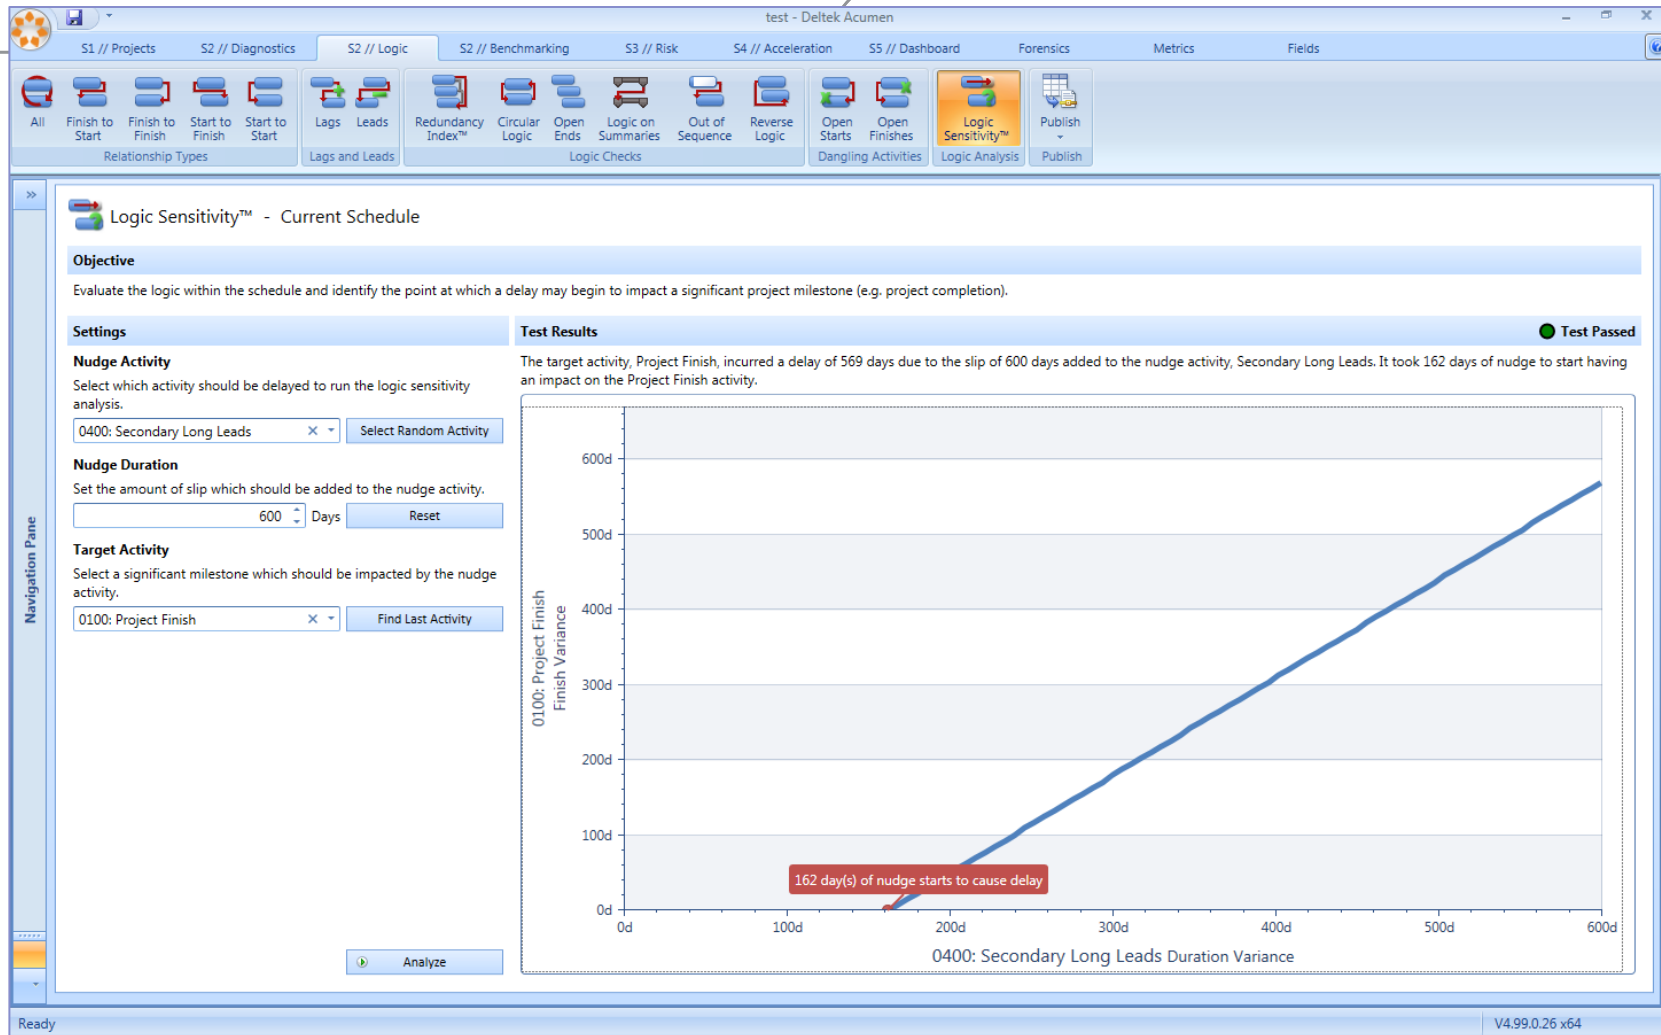 test - Deltek Acumen
S1 // Projects
S2 // Diagnostics
S2 // Logic
S2 // Benchmarking
S3 // Risk
S4 // Acceleration
S5 // Dashboard
Forensics
Metrics
Fields
All
Finish to
Start
Finish to
Finish
Start to
Finish
Start to
Start
Relationship Types
Lags
Leads
Lags and Leads
Redundancy
Index™
Circular
Logic
Open
Ends
Logic on
Summaries
Out of
Sequence
Reverse
Logic
Logic Checks
Open
Starts
Open
Finishes
Dangling Activities
Logic
Sensitivity™
Logic Analysis
Publish
Publish
Navigation Pane
Logic Sensitivity™ - Current Schedule
Objective
Evaluate the logic within the schedule and identify the point at which a delay may begin to impact a significant project milestone (e.g. project completion).
Settings
Nudge Activity
Select which activity should be delayed to run the logic sensitivity
analysis.
0400: Secondary Long Leads
Select Random Activity
Nudge Duration
Set the amount of slip which should be added to the nudge activity.
600 Days
Reset
Target Activity
Select a significant milestone which should be impacted by the nudge
activity.
0100: Project Finish
Find Last Activity
Analyze
Test Results
Test Passed
The target activity, Project Finish, incurred a delay of 569 days due to the slip of 600 days added to the nudge activity, Secondary Long Leads. It took 162 days of nudge to start having
an impact on the Project Finish activity.
0100: Project Finish
Finish Variance
600d
500d
400d
300d
200d
100d
0d
162 day(s) of nudge starts to cause delay
0d 100d 200d 300d 400d 500d 600d
0400: Secondary Long Leads Duration Variance
Ready
V4.99.0.26 x64